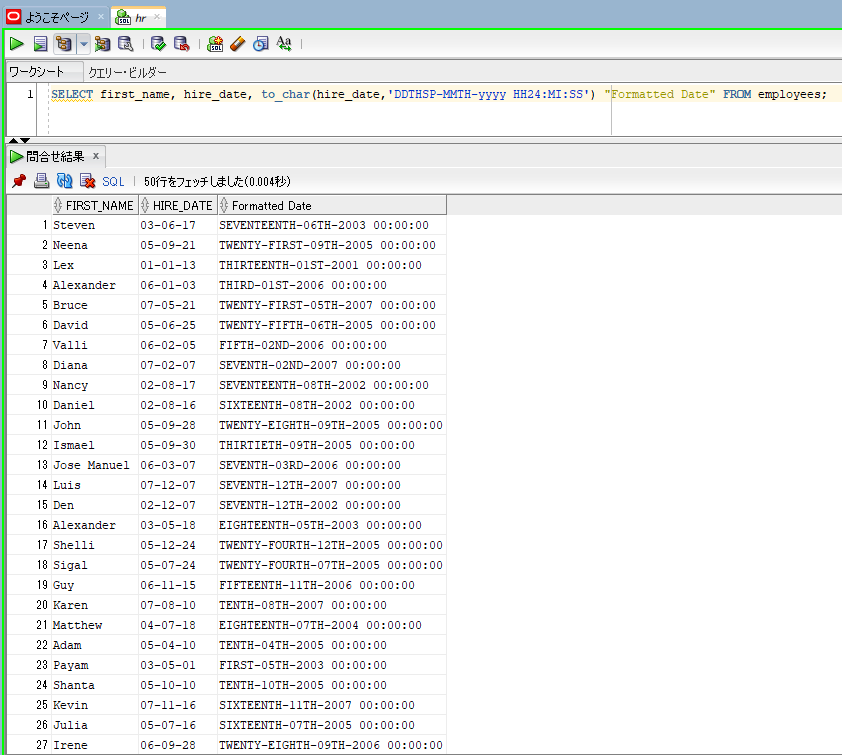 ようこそページ × hr ×
ワークシート クエリー・ビルダー
1 SELECT first_name, hire_date, to_char(hire_date,'DDTHSP-MMTH-yyyy HH24:MI:SS') "Formatted Date" FROM employees;
問合せ結果 ×
SQL | 50行をフェッチしました(0.004秒)
FIRST_NAME HIRE_DATE Formatted Date
1 Steven 03-06-17 SEVENTEENTH-06TH-2003 00:00:00
2 Neena 05-09-21 TWENTY-FIRST-09TH-2005 00:00:00
3 Lex 01-01-13 THIRTEENTH-01ST-2001 00:00:00
4 Alexander 06-01-03 THIRD-01ST-2006 00:00:00
5 Bruce 07-05-21 TWENTY-FIRST-05TH-2007 00:00:00
6 David 05-06-25 TWENTY-FIFTH-06TH-2005 00:00:00
7 Valli 06-02-05 FIFTH-02ND-2006 00:00:00
8 Diana 07-02-07 SEVENTH-02ND-2007 00:00:00
9 Nancy 02-08-17 SEVENTEENTH-08TH-2002 00:00:00
10 Daniel 02-08-16 SIXTEENTH-08TH-2002 00:00:00
11 John 05-09-28 TWENTY-EIGHTH-09TH-2005 00:00:00
12 Ismael 05-09-30 THIRTIETH-09TH-2005 00:00:00
13 Jose Manuel 06-03-07 SEVENTH-03RD-2006 00:00:00
14 Luis 07-12-07 SEVENTH-12TH-2007 00:00:00
15 Den 02-12-07 SEVENTH-12TH-2002 00:00:00
16 Alexander 03-05-18 EIGHTEENTH-05TH-2003 00:00:00
17 Shelli 05-12-24 TWENTY-FOURTH-12TH-2005 00:00:00
18 Sigal 05-07-24 TWENTY-FOURTH-07TH-2005 00:00:00
19 Guy 06-11-15 FIFTEENTH-11TH-2006 00:00:00
20 Karen 07-08-10 TENTH-08TH-2007 00:00:00
21 Matthew 04-07-18 EIGHTEENTH-07TH-2004 00:00:00
22 Adam 05-04-10 TENTH-04TH-2005 00:00:00
23 Payam 03-05-01 FIRST-05TH-2003 00:00:00
24 Shanta 05-10-10 TENTH-10TH-2005 00:00:00
25 Kevin 07-11-16 SIXTEENTH-11TH-2007 00:00:00
26 Julia 05-07-16 SIXTEENTH-07TH-2005 00:00:00
27 Irene 06-09-28 TWENTY-EIGHTH-09TH-2006 00:00:00